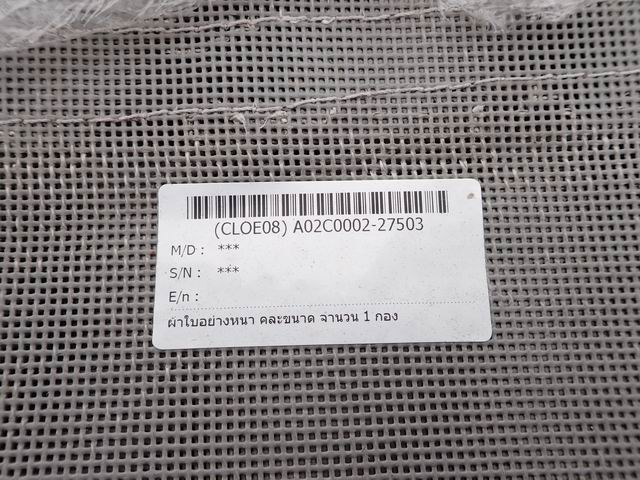 (CLOE08) A02C0002-27503
M/D : ***
S/N : ***
E/n :
ผ้าใบอย่างหนา คละขนาด จำนวน 1 กอง